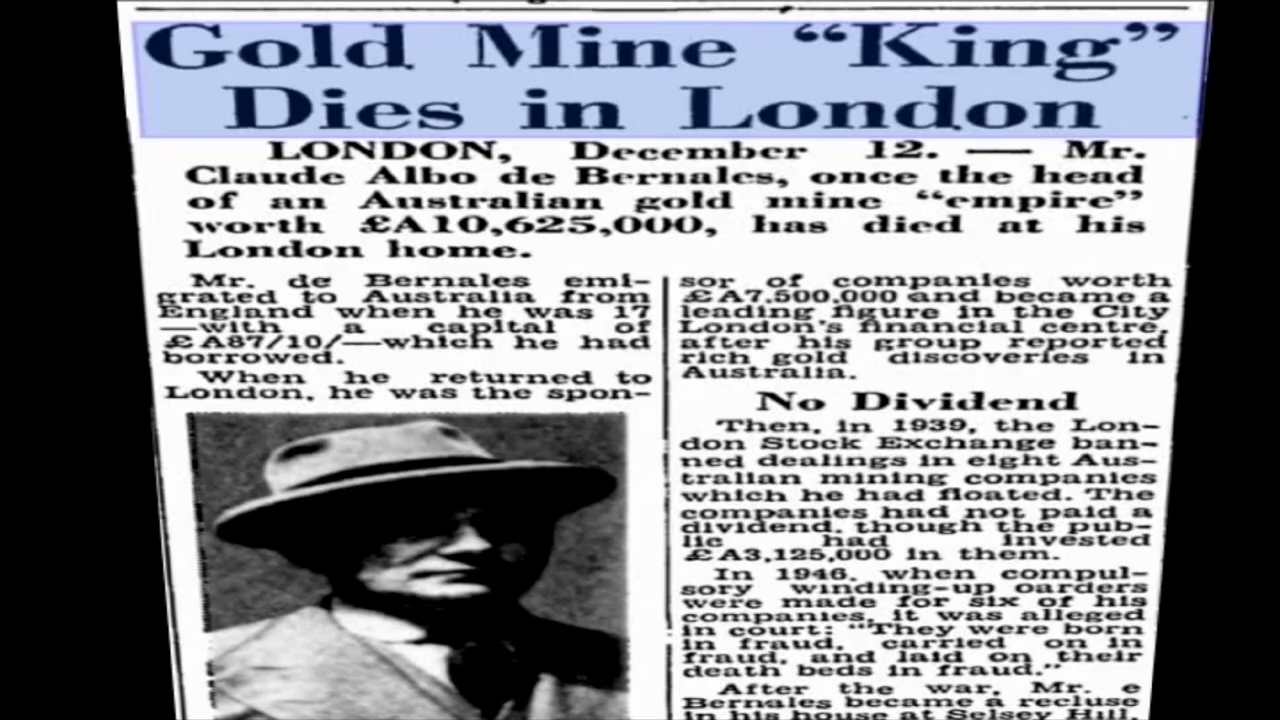 Gold Mine “King”
Dies in London
LONDON, December 12. — Mr.
Claude Albo de Bernales, once the head
of an Australian gold mine “empire”
worth £A10,625,000, has died at his
London home.
Mr. de Bernales emi-
grated to Australia from
England when he was 17
—with a capital of
£A87/10/—which he had
borrowed.
When he returned to
London, he was the spon-
sor of companies worth
£A7,500,000 and became a
leading figure in the City
London's financial centre,
after his group reported
rich gold discoveries in
Australia.
No Dividend
Then, in 1939, the Lon-
don Stock Exchange ban-
ned dealings in eight Aus-
tralian mining companies
which he had floated. The
companies had not paid a
dividend, though the pub-
lic had invested
£A3,125,000 in them.
In 1946, when compul-
sory winding-up oarders
were made for six of his
companies, it was alleged
in court: "They were born
in fraud, carried on in
fraud, and laid on their
death beds in fraud."
After the war, Mr. e
Bernales became a recluse
in his house at Selsey Hill,